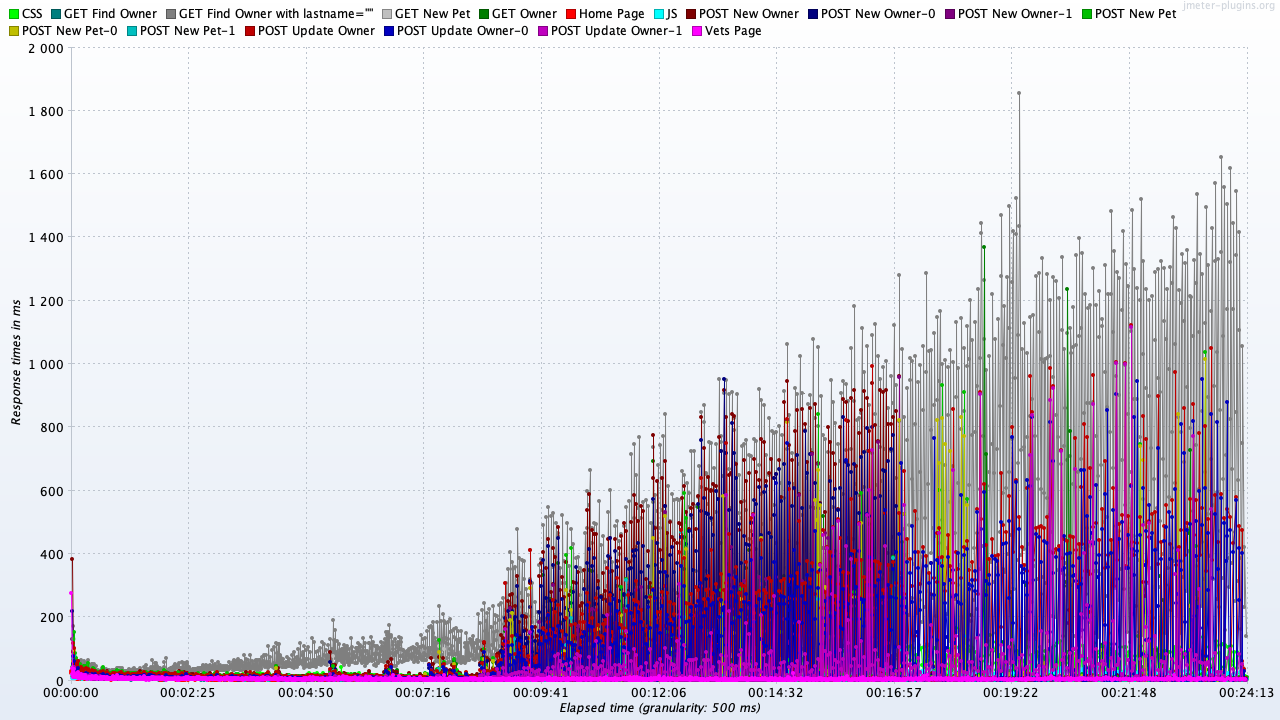 jmeter-plugins.org
CSS GET Find Owner GET Find Owner with lastname="" GET New Pet GET Owner Home Page JS POST New Owner POST New Owner-0 POST New Owner-1 POST New Pet
POST New Pet-0 POST New Pet-1 POST Update Owner POST Update Owner-0 POST Update Owner-1 Vets Page
2 000
1 800
1 600
1 400
1 200
1 000
800
600
400
200
0
Response times in ms
00:00:00 00:02:25 00:04:50 00:07:16 00:09:41 00:12:06 00:14:32 00:16:57 00:19:22 00:21:48 00:24:13
Elapsed time (granularity: 500 ms)